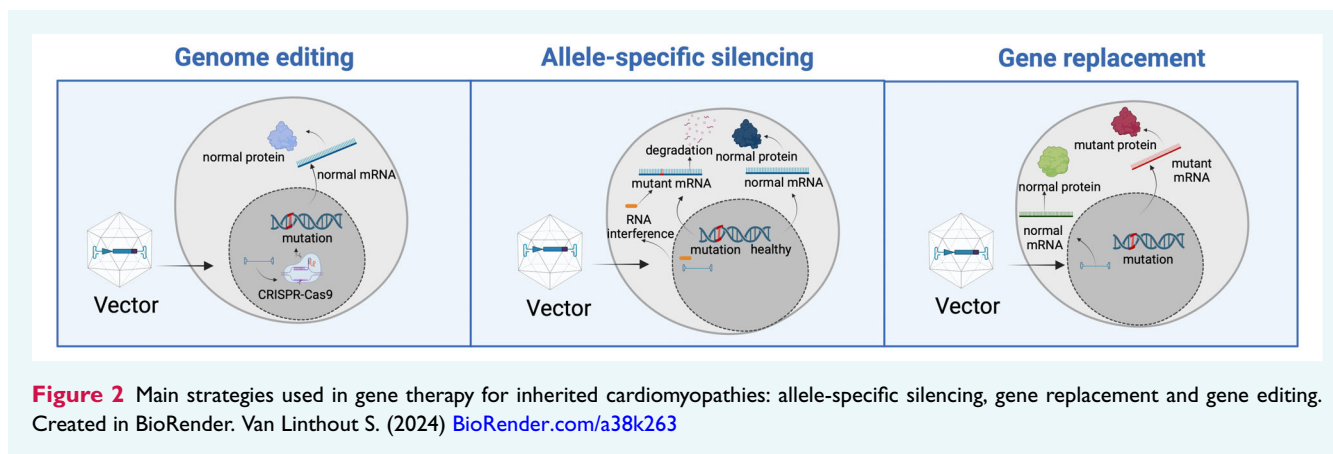 Genome editing
Allele-specific silencing
Gene replacement
normal protein
normal mRNA
mutation
CRISPR-Cas9
Vector
degradation
normal protein
mutant mRNA
normal mRNA
RNA
interference
mutation healthy
Vector
mutant protein
mutant
mRNA
normal protein
normal
mRNA
mutation
Vector
Figure 2 Main strategies used in gene therapy for inherited cardiomyopathies: allele-specific silencing, gene replacement and gene editing.
Created in BioRender. Van Linthout S. (2024) BioRender.com/a38k263